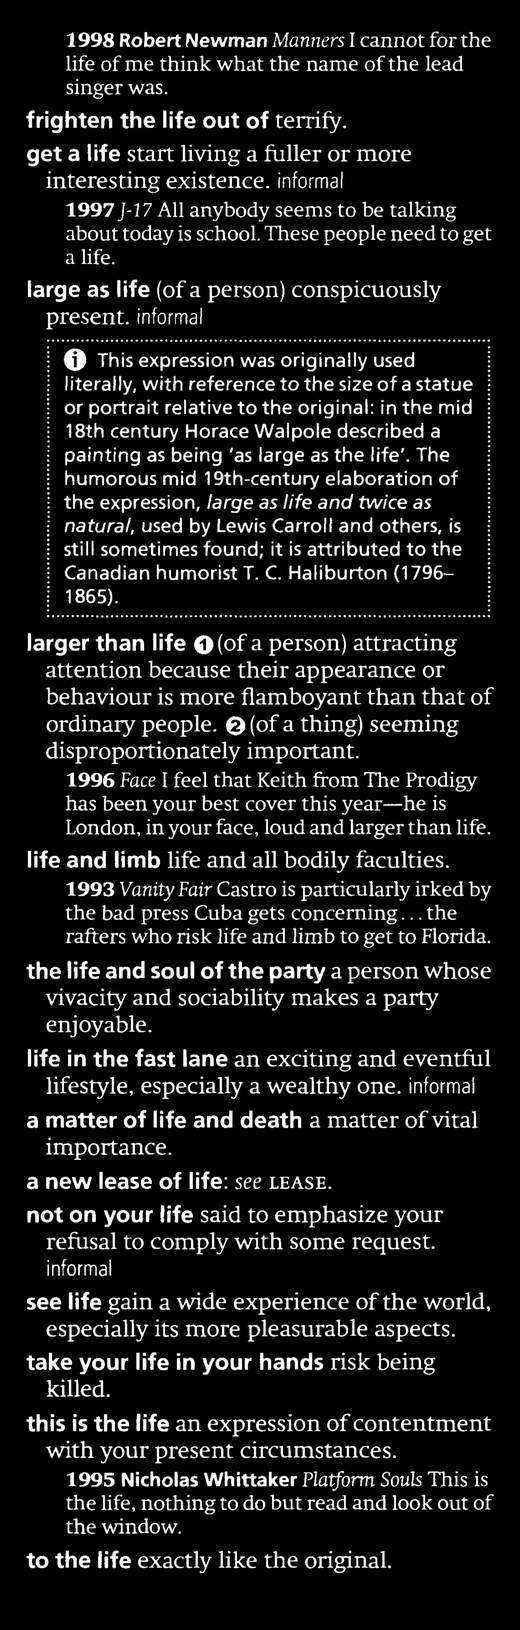 1998 Robert Newman Manners I cannot for the
life of me think what the name of the lead
singer was.
frighten the life out of terrify.
get a life start living a fuller or more
interesting existence. informal
1997 J-17 All anybody seems to be talking
about today is school. These people need to get
a life.
large as life (of a person) conspicuously
present. informal
ⓘ This expression was originally used
literally, with reference to the size of a statue
or portrait relative to the original: in the mid
18th century Horace Walpole described a
painting as being 'as large as the life'. The
humorous mid 19th-century elaboration of
the expression, large as life and twice as
natural, used by Lewis Carroll and others, is
still sometimes found; it is attributed to the
Canadian humorist T. C. Haliburton (1796–
1865).
larger than life ❶ (of a person) attracting
attention because their appearance or
behaviour is more flamboyant than that of
ordinary people. ❷ (of a thing) seeming
disproportionately important.
1996 Face I feel that Keith from The Prodigy
has been your best cover this year—he is
London, in your face, loud and larger than life.
life and limb life and all bodily faculties.
1993 Vanity Fair Castro is particularly irked by
the bad press Cuba gets concerning... the
rafters who risk life and limb to get to Florida.
the life and soul of the party a person whose
vivacity and sociability makes a party
enjoyable.
life in the fast lane an exciting and eventful
lifestyle, especially a wealthy one. informal
a matter of life and death a matter of vital
importance.
a new lease of life: see LEASE.
not on your life said to emphasize your
refusal to comply with some request.
informal
see life gain a wide experience of the world,
especially its more pleasurable aspects.
take your life in your hands risk being
killed.
this is the life an expression of contentment
with your present circumstances.
1995 Nicholas Whittaker Platform Souls This is
the life, nothing to do but read and look out of
the window.
to the life exactly like the original.